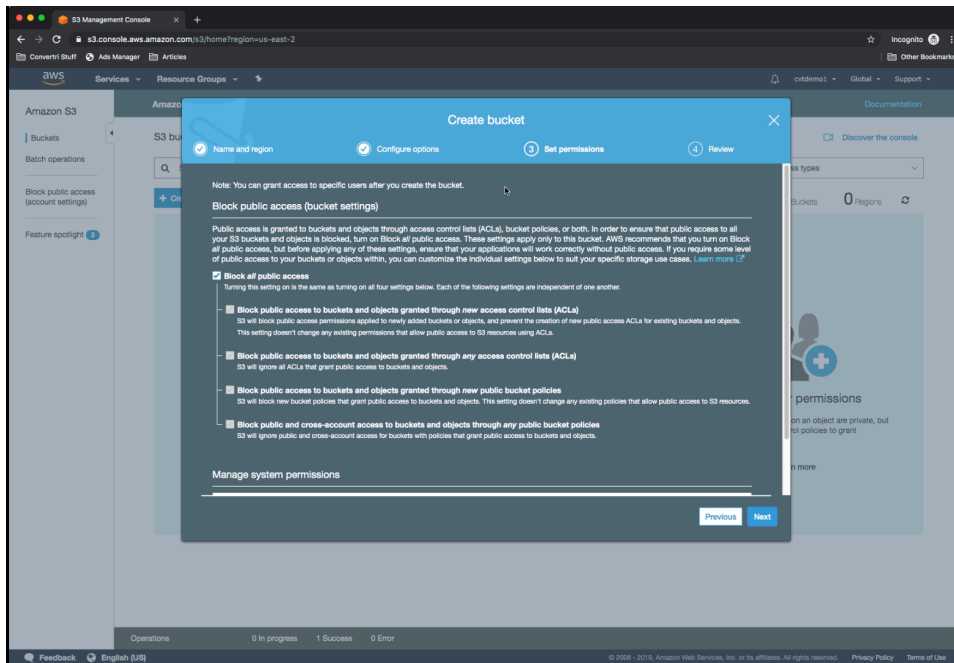 S3 Management Console
s3.console.aws.amazon.com/s3/home?region=us-east-2
Incognito
Convertri Stuff
Ads Manager
Articles
Other Bookmarks
aws
Services
Resource Groups
cvtdemo1
Global
Support
Amazon S3
Buckets
Batch operations
Block public access
(account settings)
Feature spotlight 2
Amazo
Documentation
S3 bu
Discover the console
S
ss types
+ Cr
Buckets
0 Regions
Create bucket
Name and region
Configure options
3 Set permissions
4 Review
Note: You can grant access to specific users after you create the bucket.
Block public access (bucket settings)
Public access is granted to buckets and objects through access control lists (ACLs), bucket policies, or both. In order to ensure that public access to all
your S3 buckets and objects is blocked, turn on Block all public access. These settings apply only to this bucket. AWS recommends that you turn on Block
all public access, but before applying any of these settings, ensure that your applications will work correctly without public access. If you require some level
of public access to your buckets or objects within, you can customize the individual settings below to suit your specific storage use cases. Learn more
Block all public access
Turning this setting on is the same as turning on all four settings below. Each of the following settings are independent of one another.
Block public access to buckets and objects granted through new access control lists (ACLs)
S3 will block public access permissions applied to newly added buckets or objects, and prevent the creation of new public access ACLs for existing buckets and objects.
This setting doesn't change any existing permissions that allow public access to S3 resources using ACLs.
Block public access to buckets and objects granted through any access control lists (ACLs)
S3 will ignore all ACLs that grant public access to buckets and objects.
Block public access to buckets and objects granted through new public bucket policies
S3 will block new bucket policies that grant public access to buckets and objects. This setting doesn't change any existing policies that allow public access to S3 resources.
Block public and cross-account access to buckets and objects through any public bucket policies
S3 will ignore public and cross-account access for buckets with policies that grant public access to buckets and objects.
Manage system permissions
Previous
Next
permissions
on an object are private, but
rol policies to grant
n more
Operations
0 In progress
1 Success
0 Error
Feedback
English (US)
© 2008 - 2019, Amazon Web Services, Inc. or its affiliates. All rights reserved.
Privacy Policy
Terms of Use